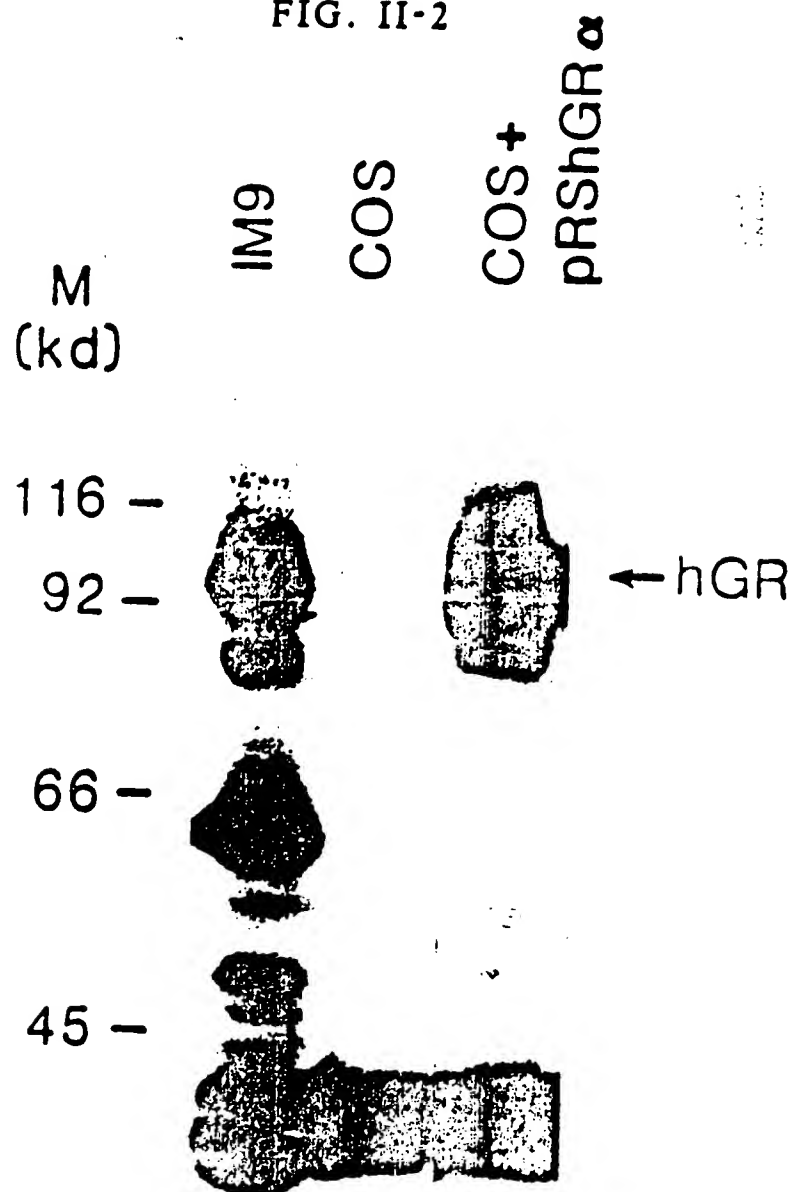 FIG. II-2
IM9
COS
COS +
pRShGRα
M
(kd)
116 –
92 –
← hGR
66 –
45 –